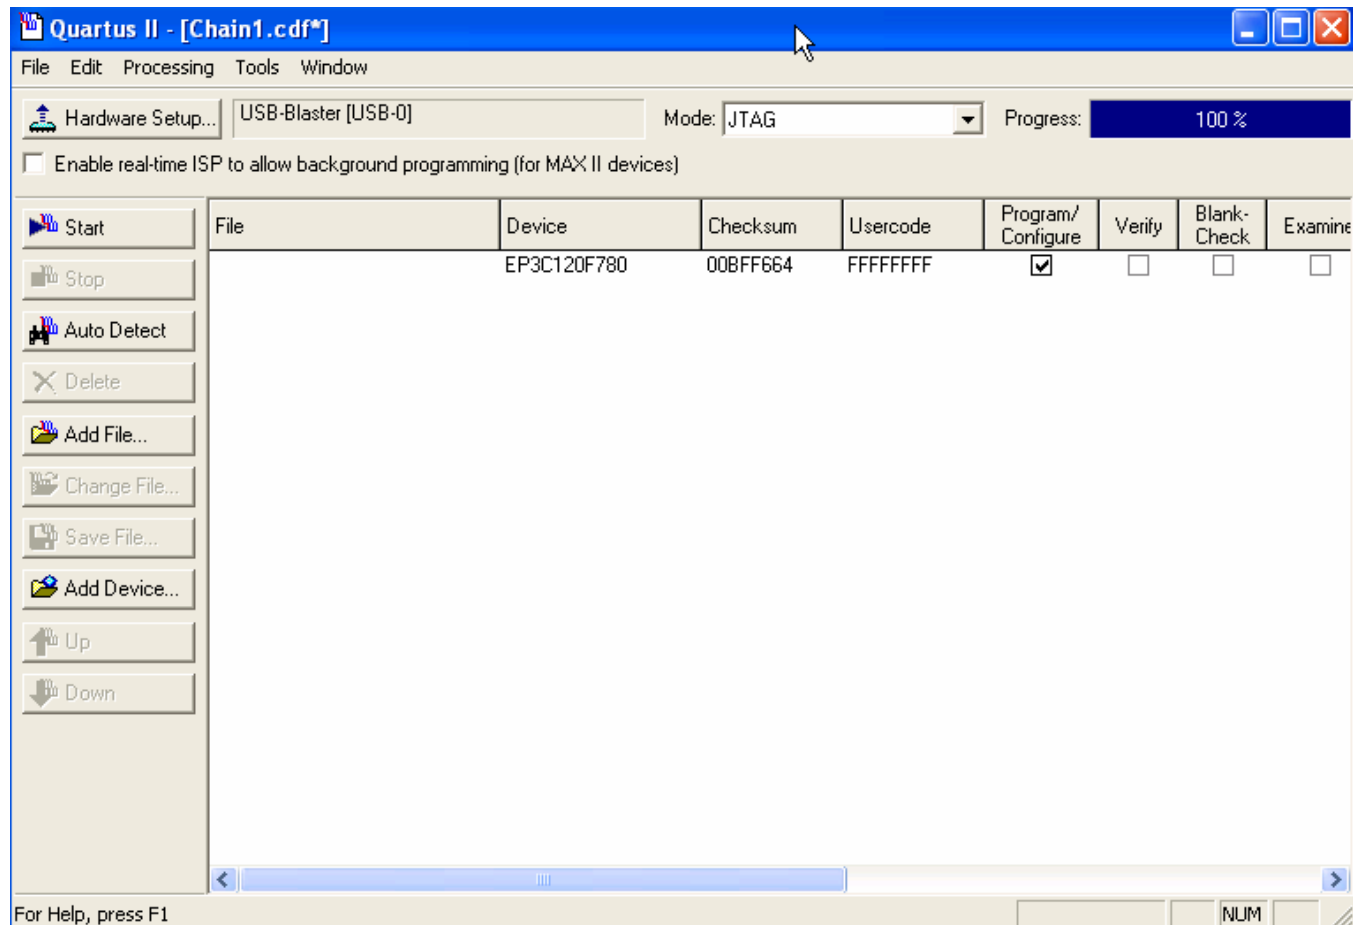 Quartus II - [Chain1.cdf*]
File Edit Processing Tools Window
Hardware Setup... USB-Blaster [USB-0] Mode: JTAG Progress: 100 %
Enable real-time ISP to allow background programming (for MAX II devices)
Start
Stop
Auto Detect
Delete
Add File...
Change File...
Save File...
Add Device...
Up
Down
File Device Checksum Usercode Program/ Configure Verify Blank- Check Examine
EP3C120F780 00BFF664 FFFFFFFF
For Help, press F1 NUM